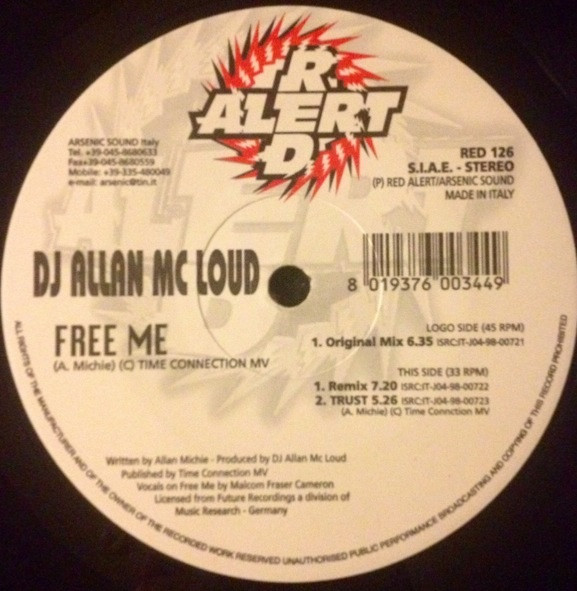 RED
ALERT
ARSENIC SOUND Italy
Tel. +39-045-8680633
Fax+39-045-8680559
Mobile: +39-335-480049
e-mail: arsenic@tin.it
RED 126
S.I.A.E. - STEREO
(P) RED ALERT/ARSENIC SOUND
MADE IN ITALY
DJ ALLAN MC LOUD
8 019376 003449
FREE ME
(A. Michie) (C) TIME CONNECTION MV
LOGO SIDE (45 RPM)
1. Original Mix 6.35 ISRC:IT-J04-98-00721
THIS SIDE (33 RPM)
1. Remix 7.20 ISRC:IT-J04-98-00722
2. TRUST 5.26 ISRC:IT-J04-98-00723
(A. Michie) (C) Time Connction MV
Written by Allan Michie - Produced by DJ Allan Mc Loud
Published by Time Connection MV
Vocals on Free Me by Malcom Fraser Cameron
Licensed from Future Recordings a division of
Music Research - Germany
ALL RIGHTS OF THE MANUFACTURER AND OF THE OWNER OF THE RECORDED WORK RESERVED UNAUTHORISED PUBLIC PERFORMANCE BROADCASTING AND COPYING OF THIS RECORD PROHIBITED